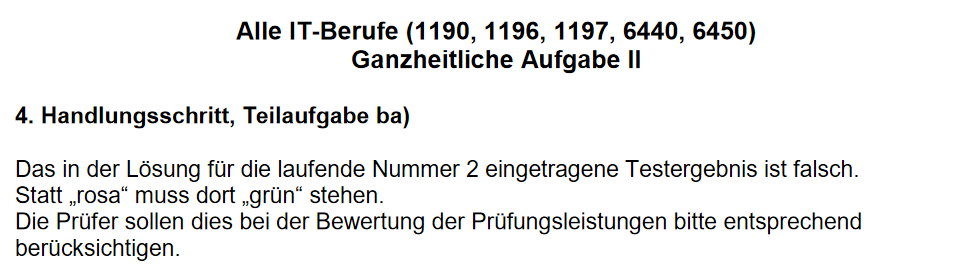 Alle IT-Berufe (1190, 1196, 1197, 6440, 6450)
Ganzheitliche Aufgabe II
4. Handlungsschritt, Teilaufgabe ba)
Das in der Lösung für die laufende Nummer 2 eingetragene Testergebnis ist falsch.
Statt „rosa“ muss dort „grün“ stehen.
Die Prüfer sollen dies bei der Bewertung der Prüfungsleistungen bitte entsprechend
berücksichtigen.